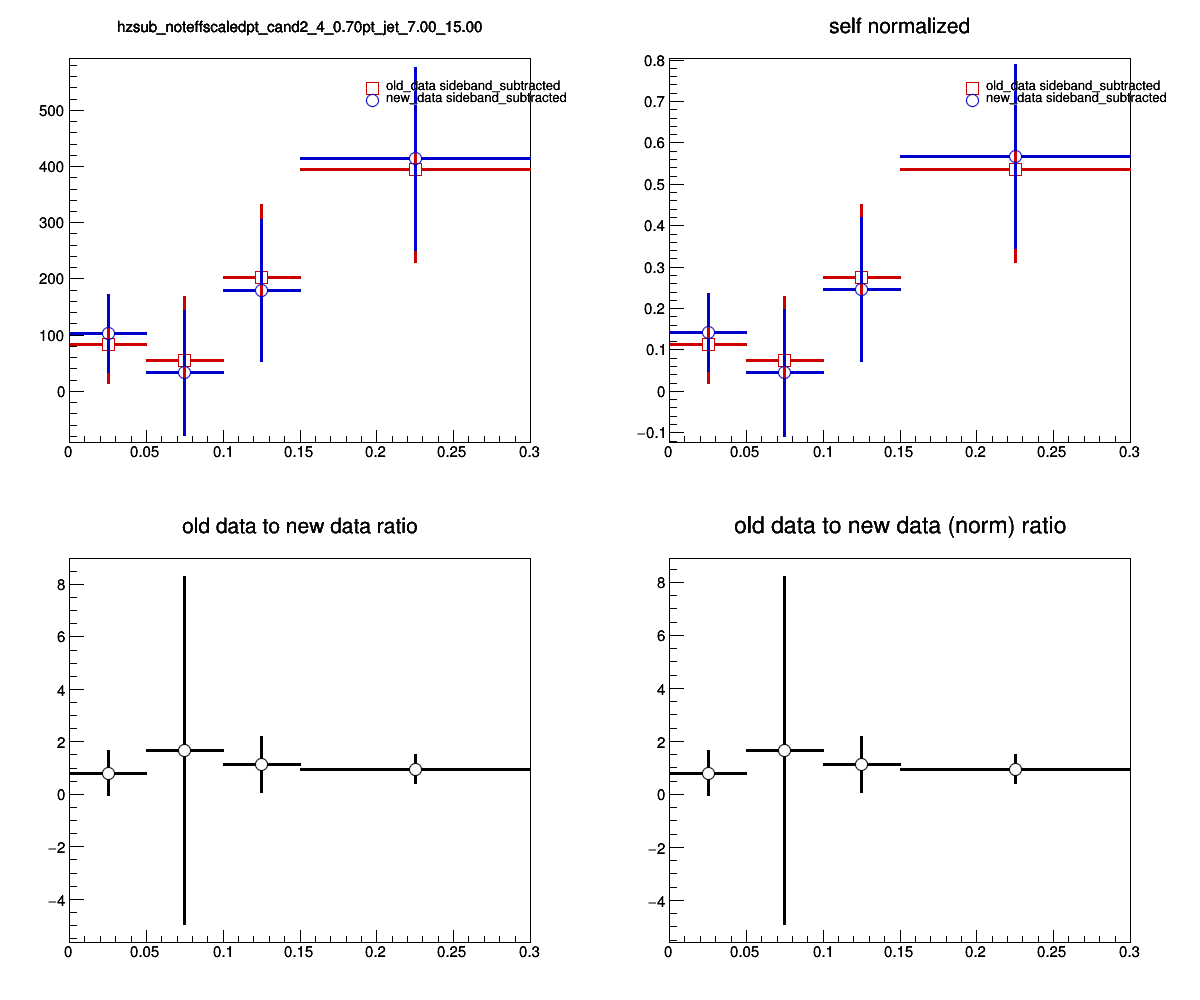 hzsub_noteffscaledpt_cand2_4_0.70pt_jet_7.00_15.00
old_data sideband_subtracted
new_data sideband_subtracted
500
400
300
200
100
0
0 0.05 0.1 0.15 0.2 0.25 0.3
self normalized
old_data sideband_subtracted
new_data sideband_subtracted
0.8
0.7
0.6
0.5
0.4
0.3
0.2
0.1
0
−0.1
0 0.05 0.1 0.15 0.2 0.25 0.3
old data to new data ratio
8
6
4
2
0
−2
−4
0 0.05 0.1 0.15 0.2 0.25 0.3
old data to new data (norm) ratio
8
6
4
2
0
−2
−4
0 0.05 0.1 0.15 0.2 0.25 0.3